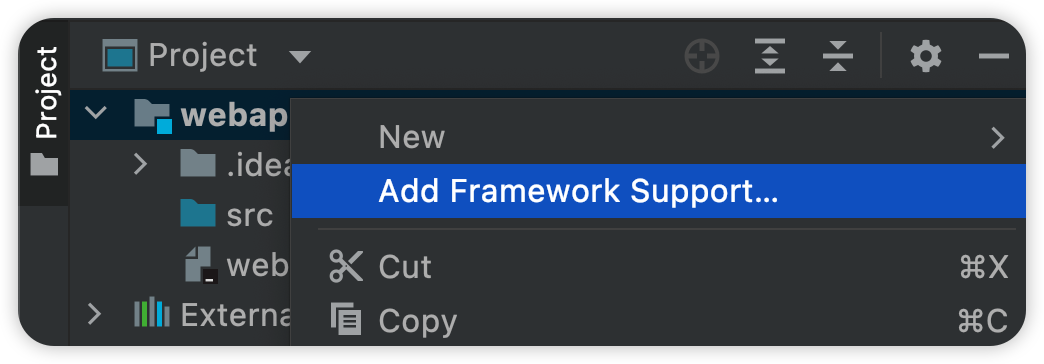 Project
Project
webap
New
Add Framework Support...
.idea
src
web
Cut ⌘X
Externa
Copy ⌘C